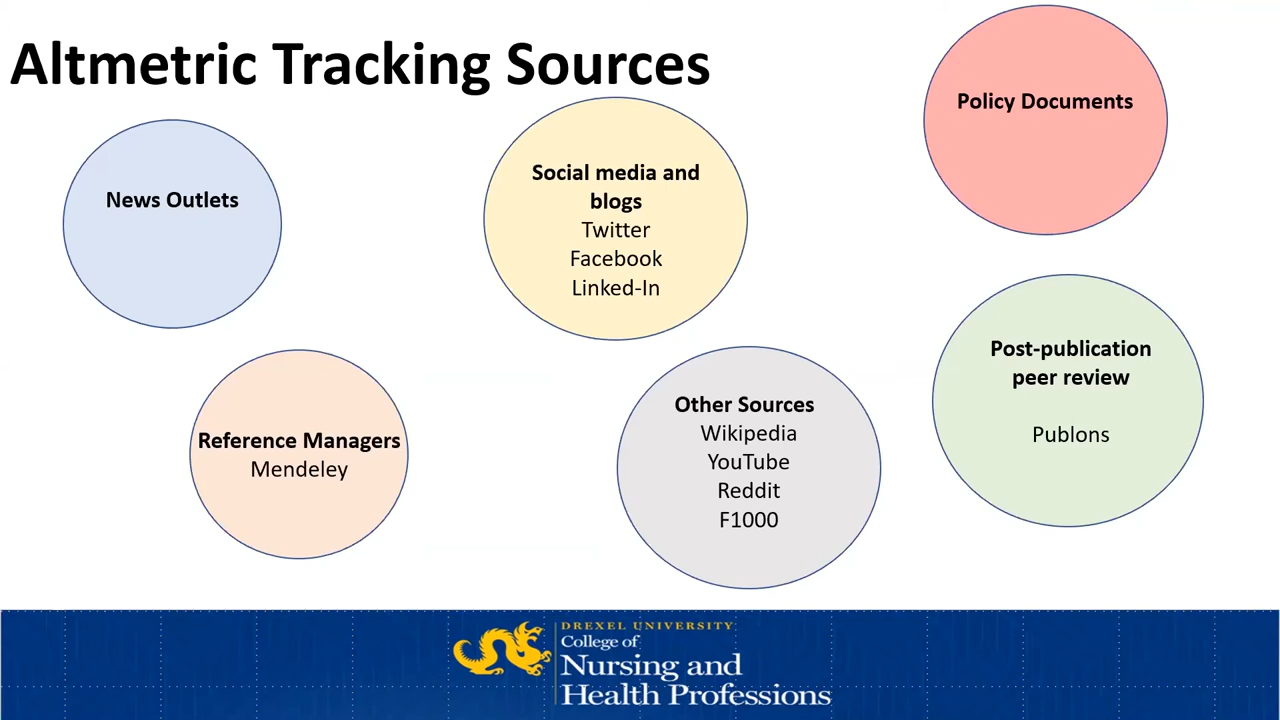 Altmetric Tracking Sources
News Outlets
Social media and
blogs
Twitter
Facebook
Linked-In
Policy Documents
Reference Managers
Mendeley
Other Sources
Wikipedia
YouTube
Reddit
F1000
Post-publication
peer review
Publons
DREXEL UNIVERSITY
College of
Nursing and
Health Professions